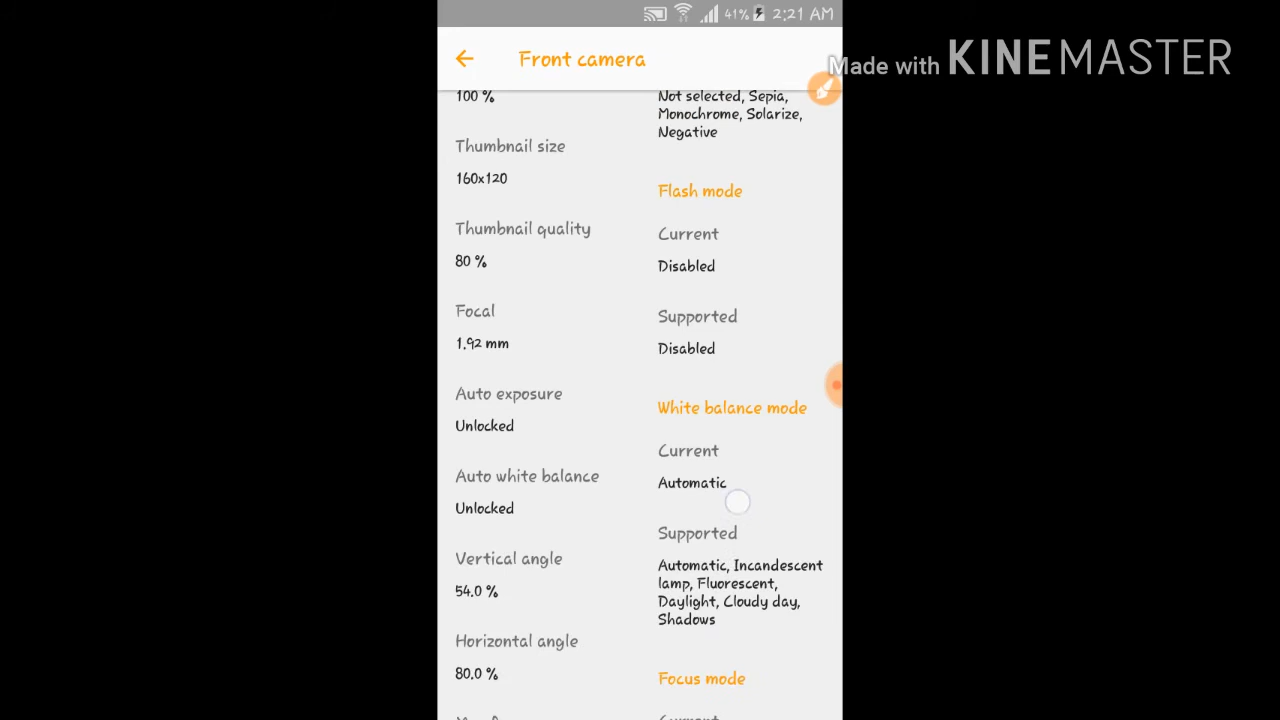 41% 2:21 AM
Front camera
Made with KINEMASTER
100 %
Thumbnail size
160x120
Thumbnail quality
80 %
Focal
1.92 mm
Auto exposure
Unlocked
Auto white balance
Unlocked
Vertical angle
54.0 %
Horizontal angle
80.0 %
Not selected, Sepia,
Monochrome, Solarize,
Negative
Flash mode
Current
Disabled
Supported
Disabled
White balance mode
Current
Automatic
Supported
Automatic, Incandescent
lamp, Fluorescent,
Daylight, Cloudy day,
Shadows
Focus mode
Current